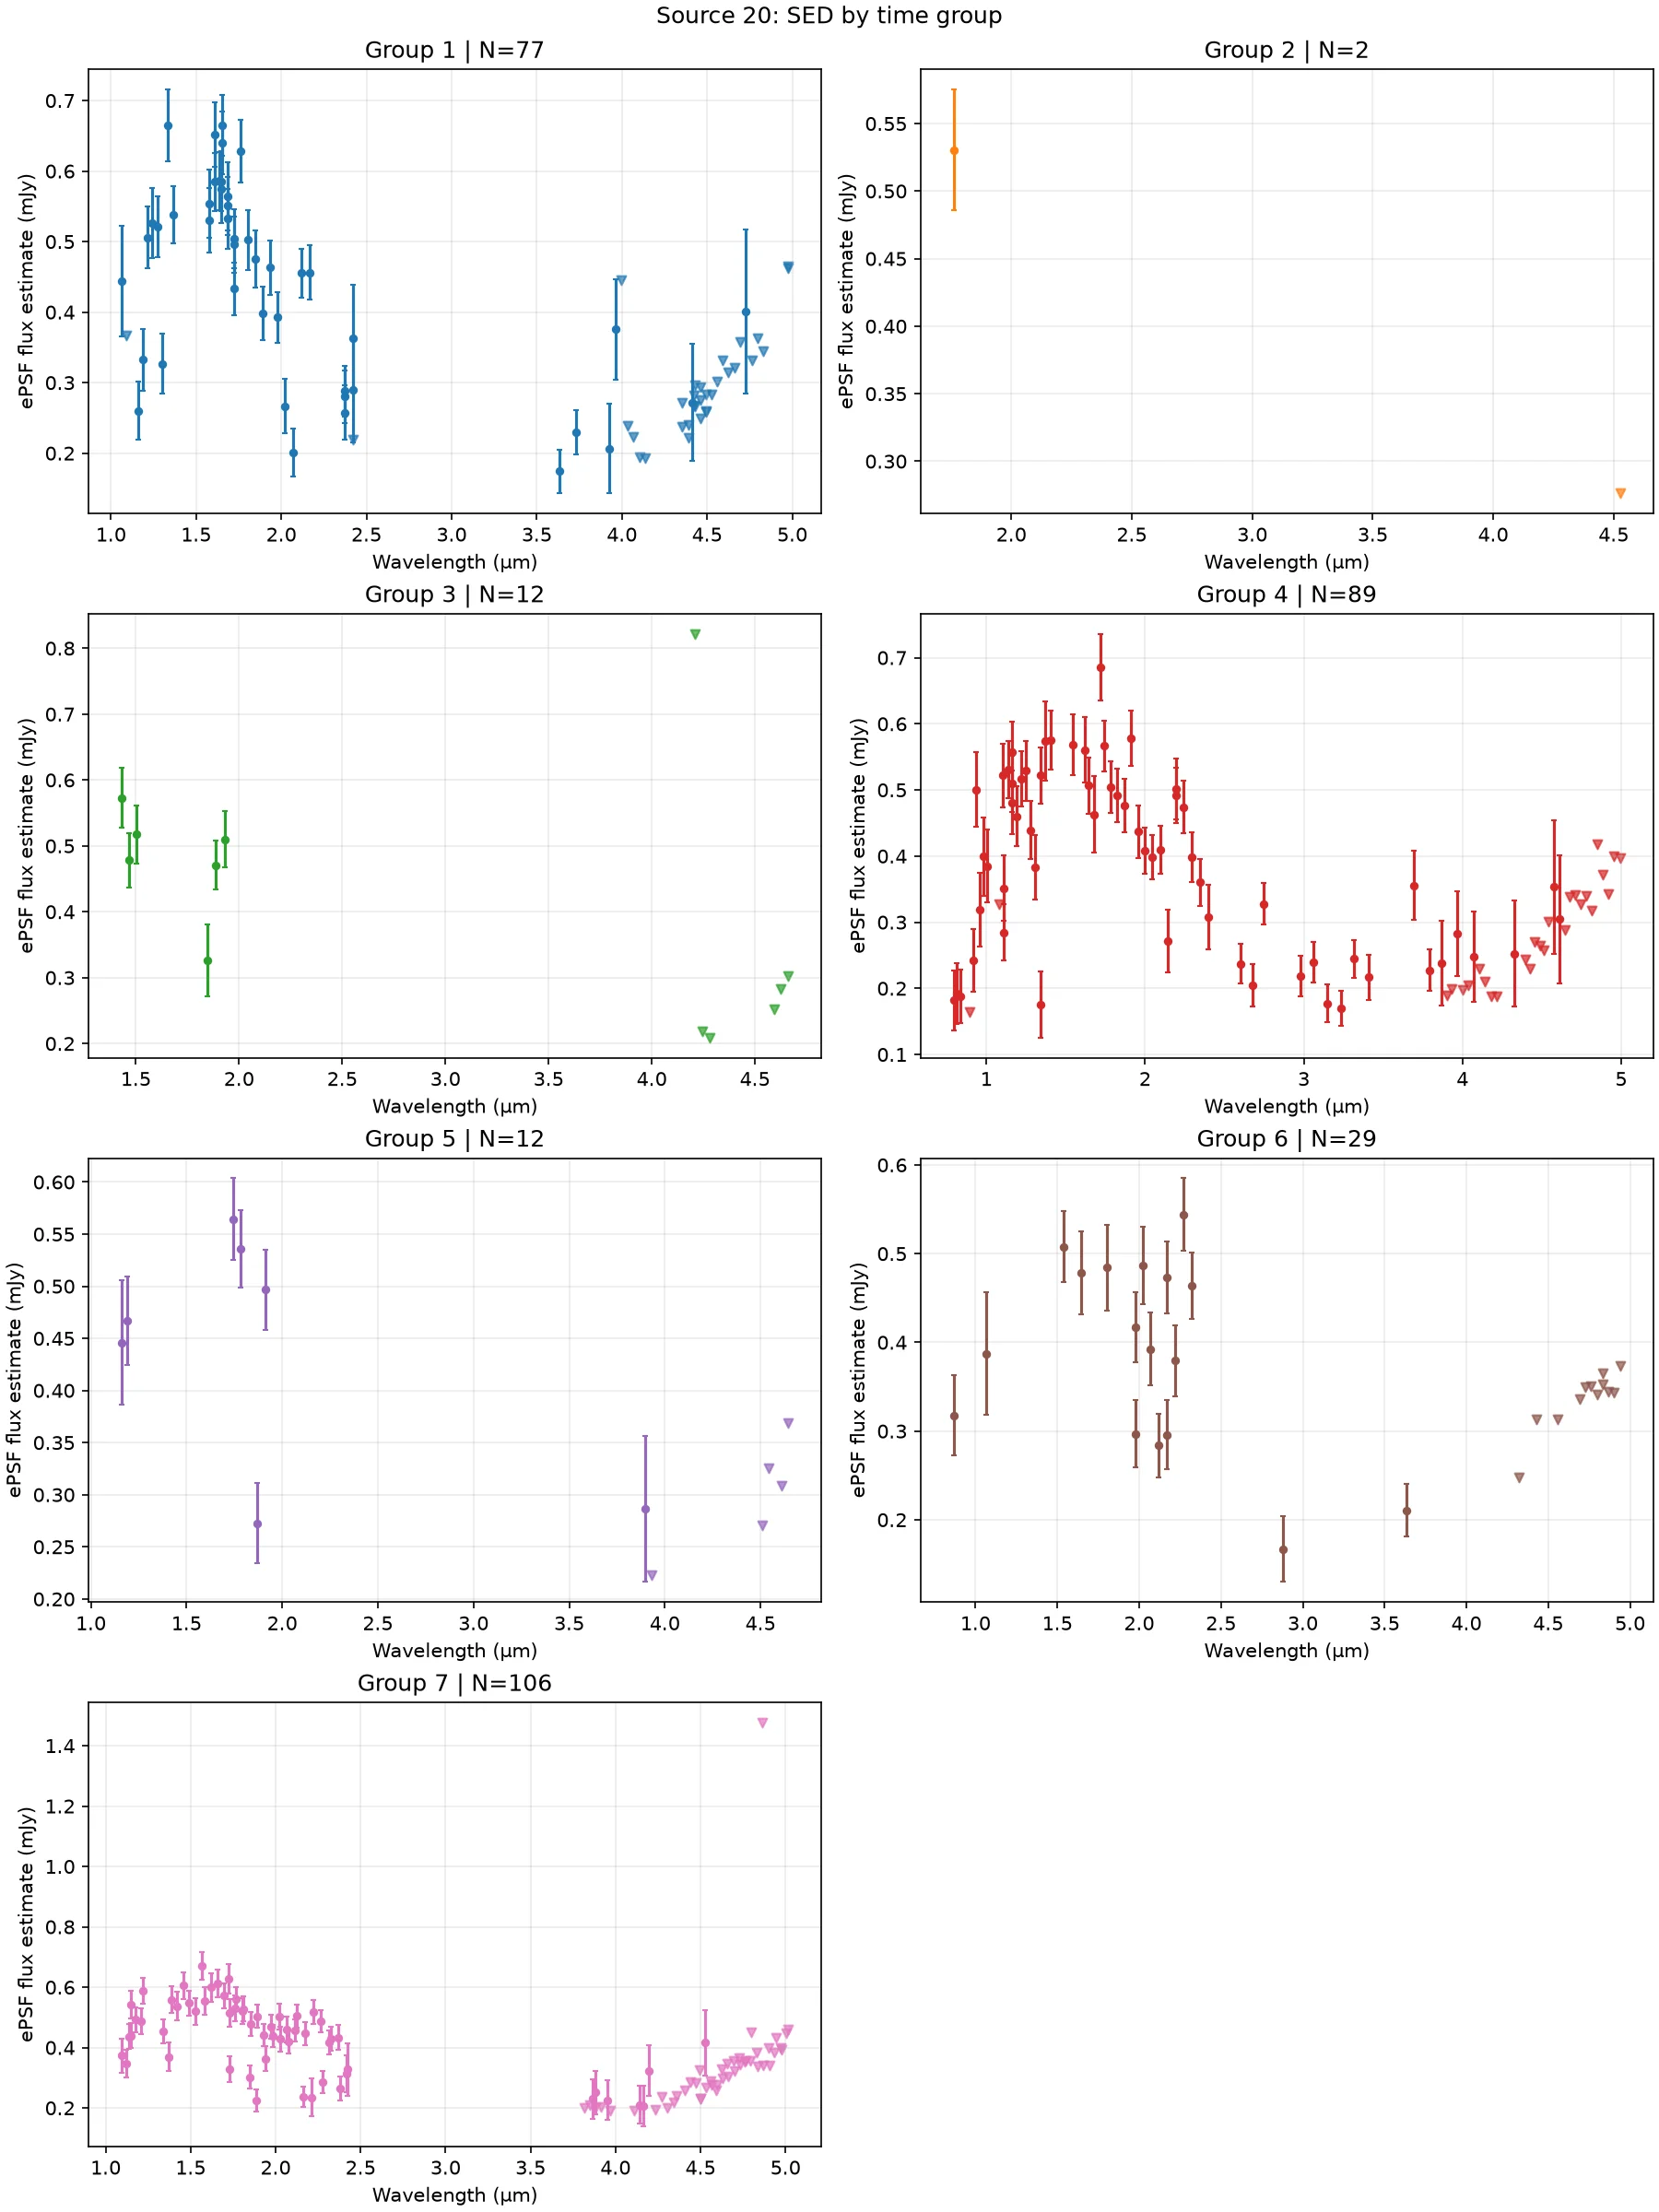 Source 20: SED by time group
Group 1 | N=77
ePSF flux estimate (mJy)
0.7
0.6
0.5
0.4
0.3
0.2
1.0 1.5 2.0 2.5 3.0 3.5 4.0 4.5 5.0
Wavelength (µm)
Group 2 | N=2
ePSF flux estimate (mJy)
0.55
0.50
0.45
0.40
0.35
0.30
2.0 2.5 3.0 3.5 4.0 4.5
Wavelength (µm)
Group 3 | N=12
ePSF flux estimate (mJy)
0.8
0.7
0.6
0.5
0.4
0.3
0.2
1.5 2.0 2.5 3.0 3.5 4.0 4.5
Wavelength (µm)
Group 4 | N=89
ePSF flux estimate (mJy)
0.7
0.6
0.5
0.4
0.3
0.2
0.1
1 2 3 4 5
Wavelength (µm)
Group 5 | N=12
ePSF flux estimate (mJy)
0.60
0.55
0.50
0.45
0.40
0.35
0.30
0.25
0.20
1.0 1.5 2.0 2.5 3.0 3.5 4.0 4.5
Wavelength (µm)
Group 6 | N=29
ePSF flux estimate (mJy)
0.6
0.5
0.4
0.3
0.2
1.0 1.5 2.0 2.5 3.0 3.5 4.0 4.5 5.0
Wavelength (µm)
Group 7 | N=106
ePSF flux estimate (mJy)
1.4
1.2
1.0
0.8
0.6
0.4
0.2
1.0 1.5 2.0 2.5 3.0 3.5 4.0 4.5 5.0
Wavelength (µm)